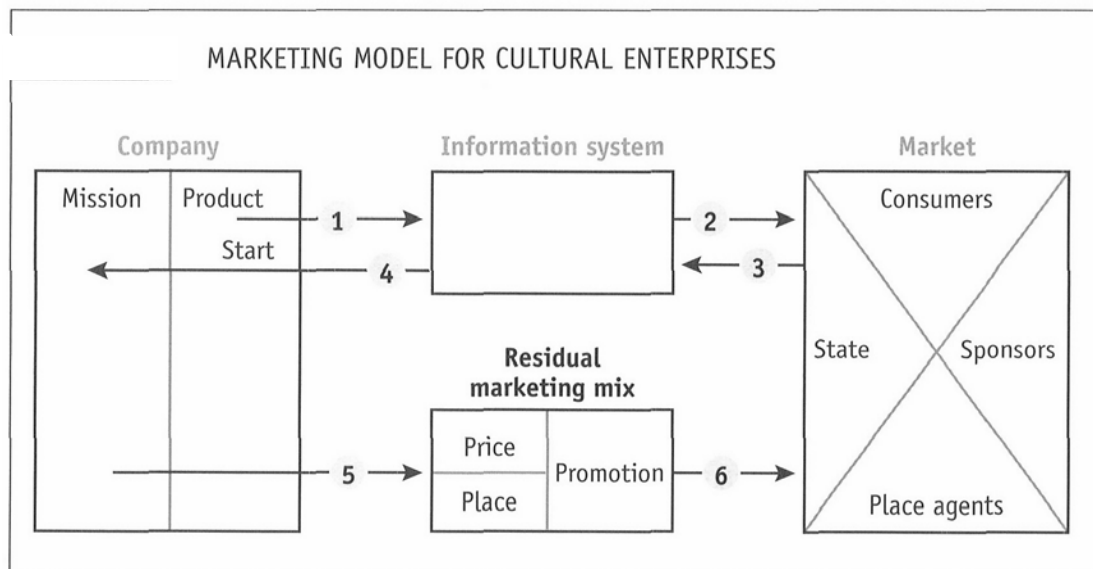 MARKETING MODEL FOR CULTURAL ENTERPRISES
Company
Information system
Market
Mission
Product
1
2
Consumers
Start
4
3
State
Sponsors
Residual
marketing mix
Price
Promotion
Place
5
6
Place agents